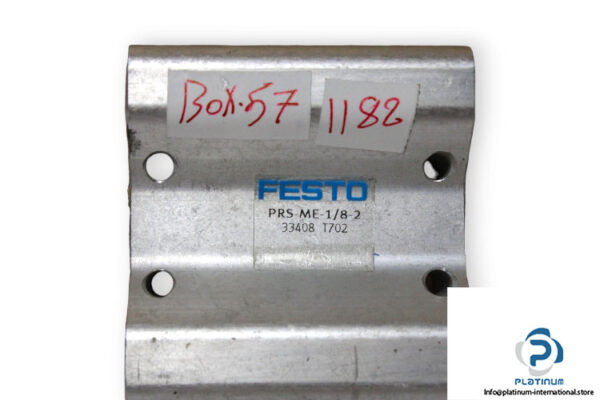 BOX.57
1182
FESTO
PRS-ME-1/8-2
33408 T702
PLATINUM
Info@platinum-international.store